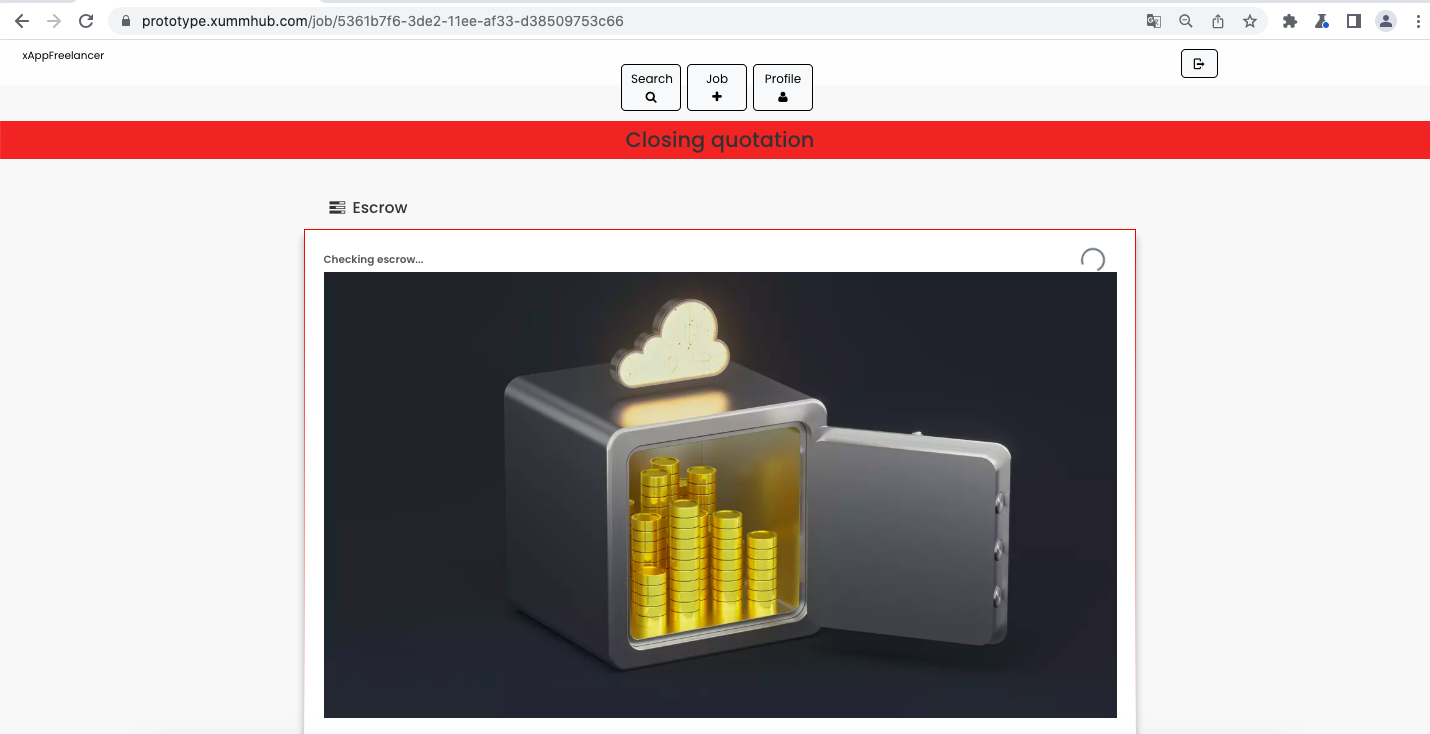 prototype.xummhub.com/job/5361b7f6-3de2-11ee-af33-d38509753c66
xAppFreelancer
Search
Job
Profile
Closing quotation
Escrow
Checking escrow...